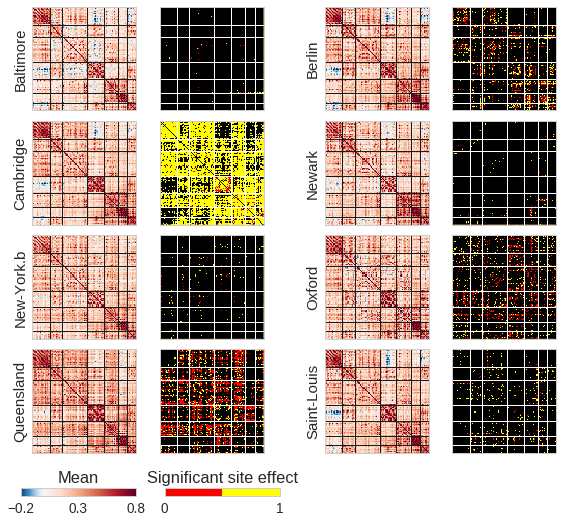 Baltimore
Berlin
Cambridge
Newark
New-York.b
Oxford
Queensland
Saint-Louis
Mean
Significant site effect
−0.2 0.3 0.8
0 1